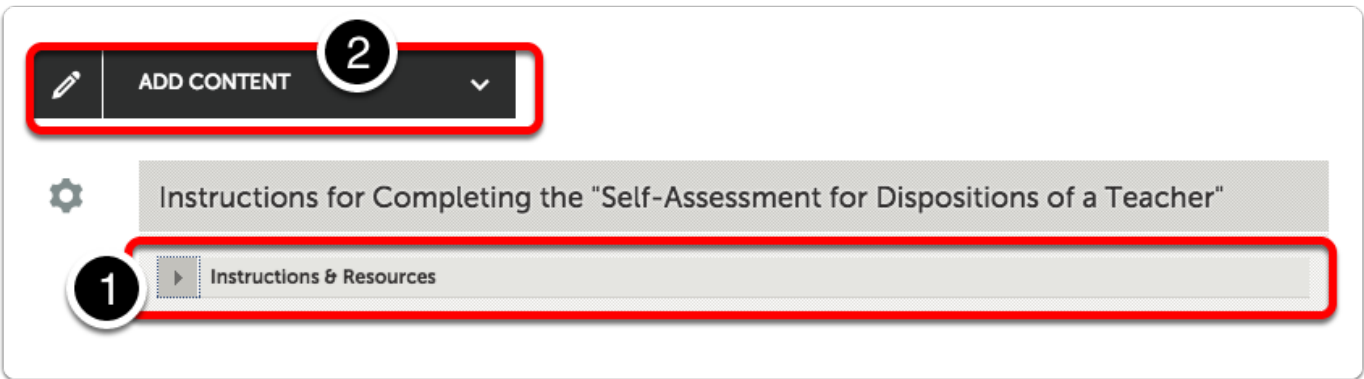 2
ADD CONTENT
Instructions for Completing the "Self-Assessment for Dispositions of a Teacher"
1
Instructions & Resources